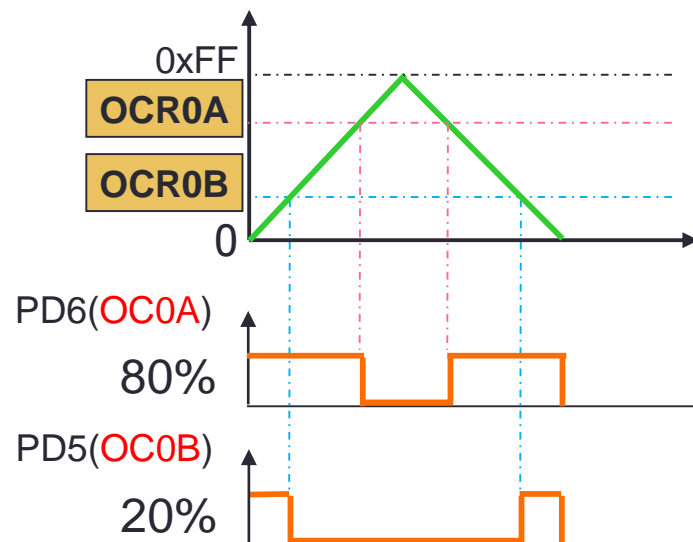 0xFF
OCR0A
OCR0B
0
PD6(OC0A)
80%
PD5(OC0B)
20%